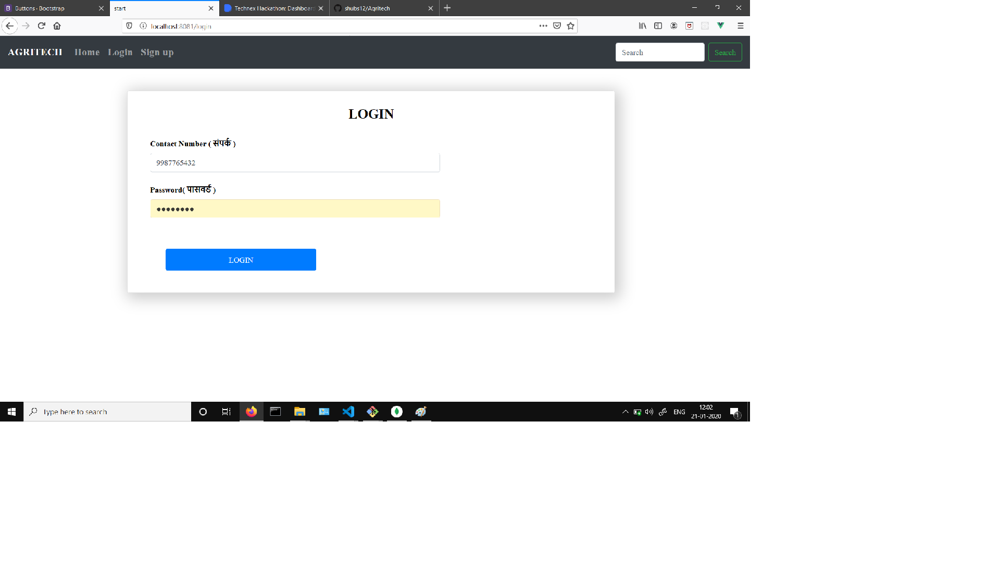 Buttons · Bootstrap
start
Technex Hackathon: Dashboard
shubs12/Agritech
localhost:8081/login
AGRITECH Home Login Sign up
Search Search
LOGIN
Contact Number ( संपर्क )
9987765432
Password( पासवर्ड )
LOGIN
Type here to search
ENG
12:02
21-01-2020
1